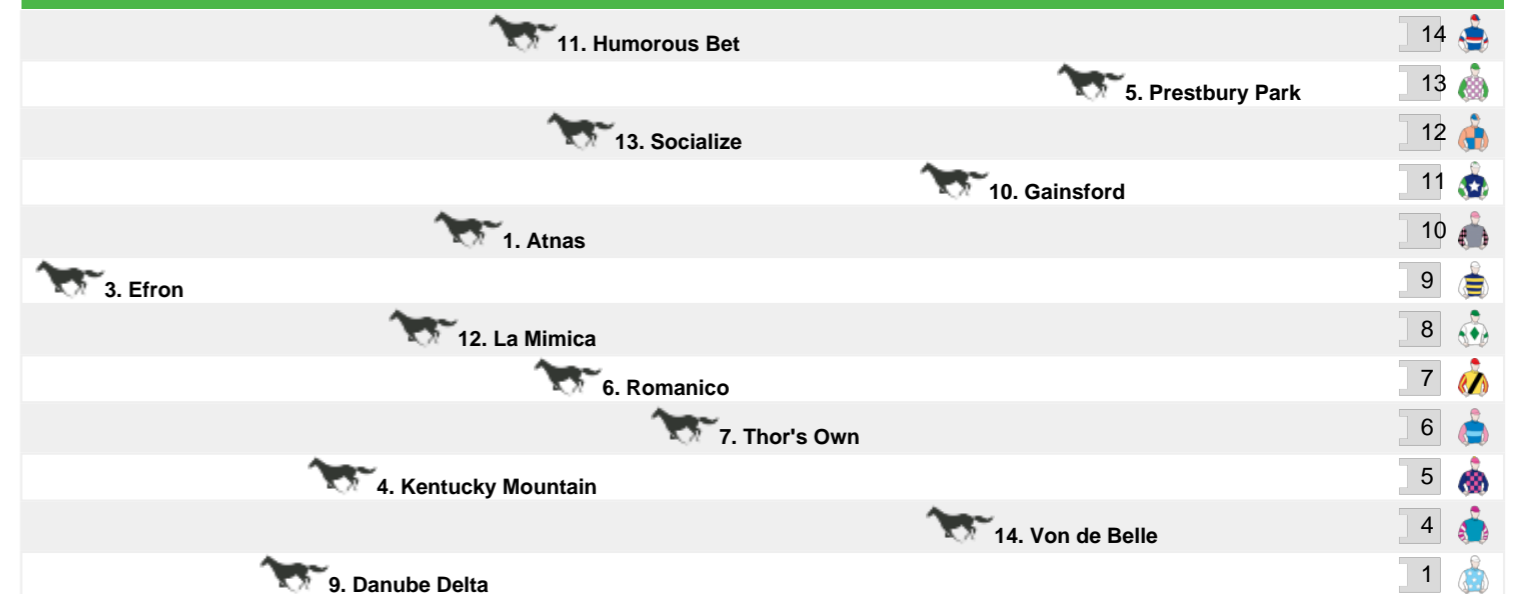 11. Humorous Bet 14
5. Prestbury Park 13
13. Socialize 12
10. Gainsford 11
1. Atnas 10
3. Efron 9
12. La Mimica 8
6. Romanico 7
7. Thor's Own 6
4. Kentucky Mountain 5
14. Von de Belle 4
9. Danube Delta 1